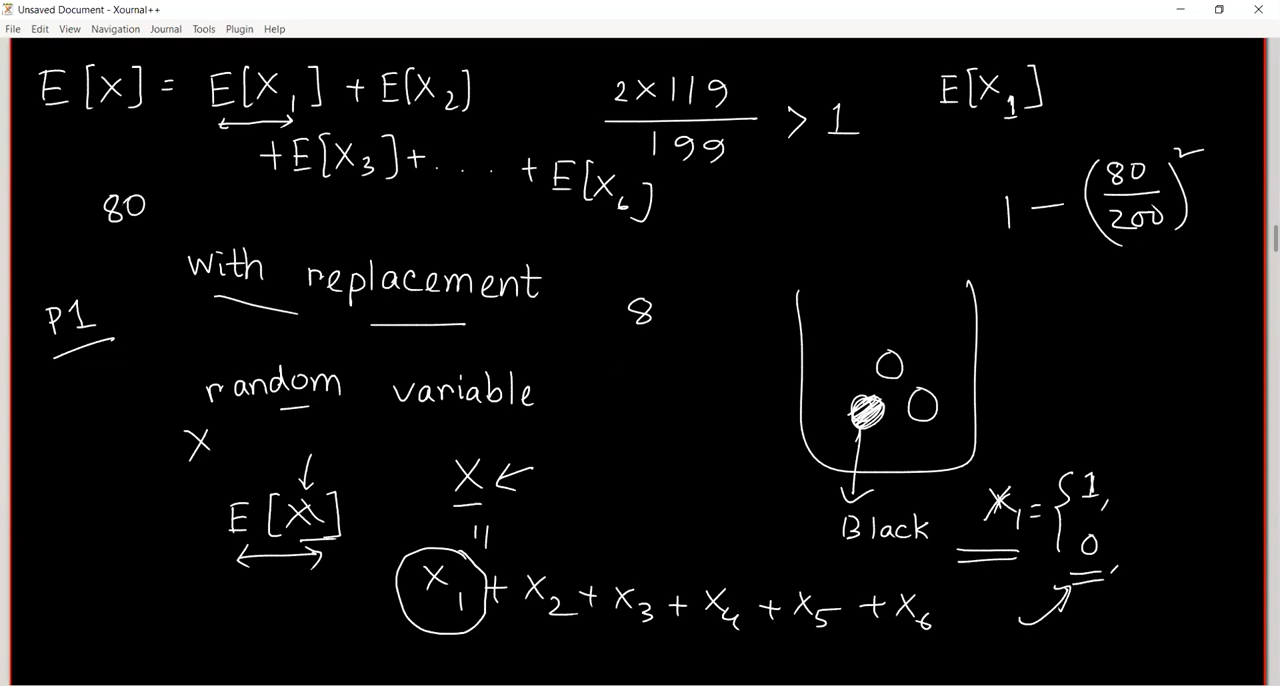 Unsaved Document - Xournal++
File Edit View Navigation Journal Tools Plugin Help
E[X] = E[X₁] + E[X₂]
+ E[X₃] + .... + E[X₆]
2 × 119
199
> 1
E[X₁]
1 - (80/200)²
80
with replacement
8
P1
random variable
X
E[X]
X
=
X₁ + X₂ + X₃ + X₄ + X₅ + X₆
Black
X₁ = { 1,
0,